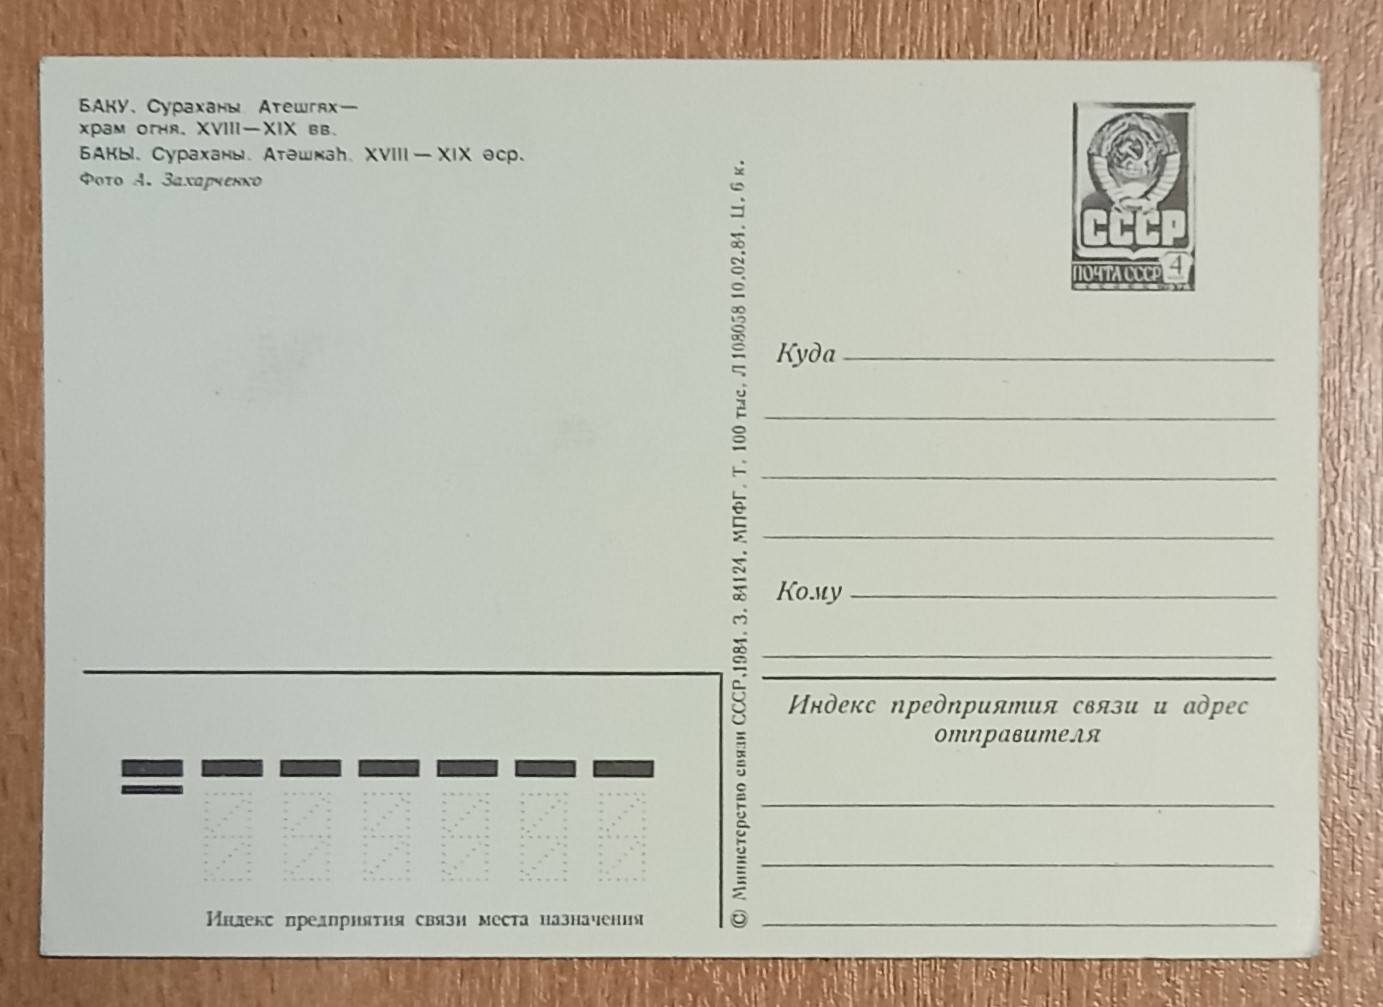 БАКУ. Сураханы Атешгях—
храм огня. XVIII—XIX вв.
БАКЫ. Сураханы. Атәшкаһ. XVIII — XIX әср.
Фото А. Захарченко
СССР
ПОЧТА СССР 4
© Министерство связи СССР,1981. З. 84124. МПФГ. Т. 100 тыс. Л 108058 10.02.81. Ц. 6 к.
Куда
Кому
Индекс предприятия связи и адрес
отправителя
Индекс предприятия связи места назначения